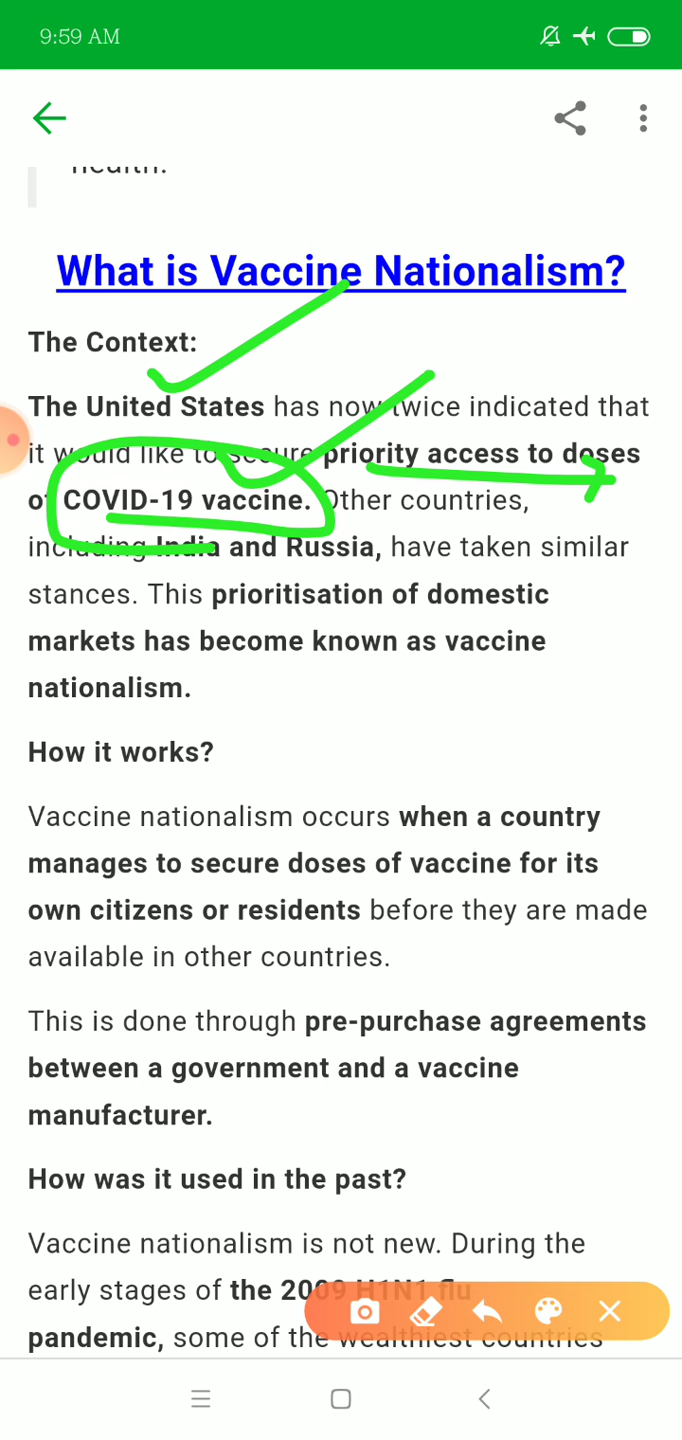 9:59 AM
health.
What is Vaccine Nationalism?
The Context:
The United States has now twice indicated that
it would like to secure priority access to doses
of COVID-19 vaccine. Other countries,
including India and Russia, have taken similar
stances. This prioritisation of domestic
markets has become known as vaccine
nationalism.
How it works?
Vaccine nationalism occurs when a country
manages to secure doses of vaccine for its
own citizens or residents before they are made
available in other countries.
This is done through pre-purchase agreements
between a government and a vaccine
manufacturer.
How was it used in the past?
Vaccine nationalism is not new. During the
early stages of the 2009 H1N1 flu
pandemic, some of the wealthiest countries